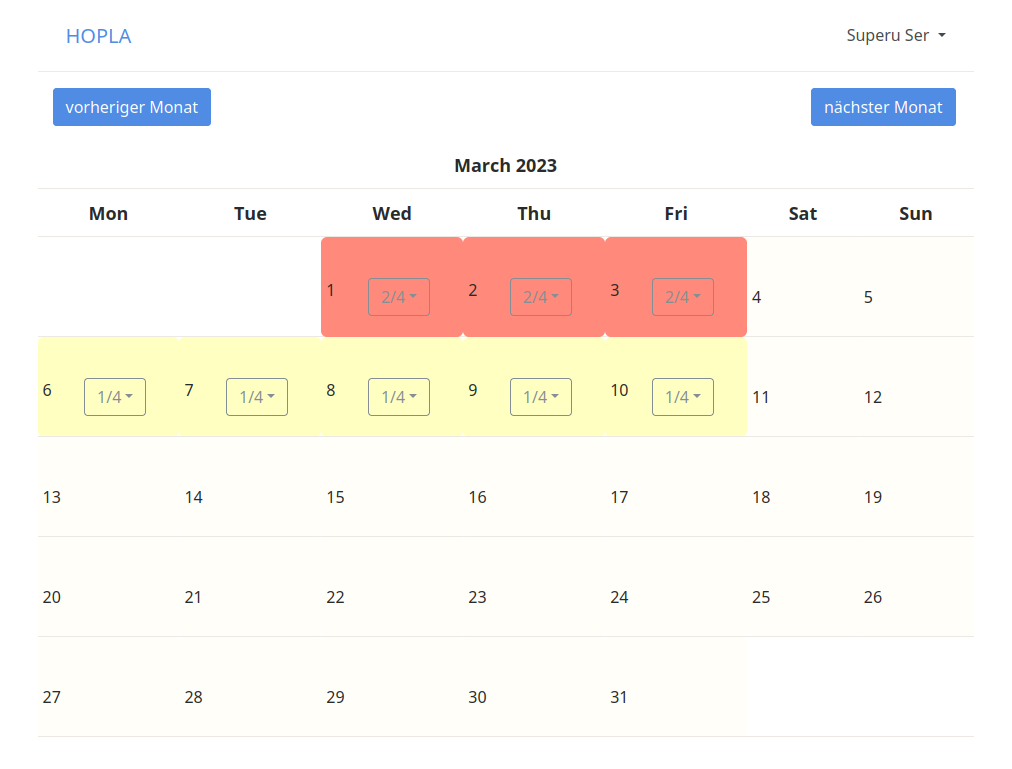 HOPLA Superu Ser
vorheriger Monat nächster Monat
March 2023
Mon Tue Wed Thu Fri Sat Sun
1 2/4 2 2/4 3 2/4 4 5
6 1/4 7 1/4 8 1/4 9 1/4 10 1/4 11 12
13 14 15 16 17 18 19
20 21 22 23 24 25 26
27 28 29 30 31